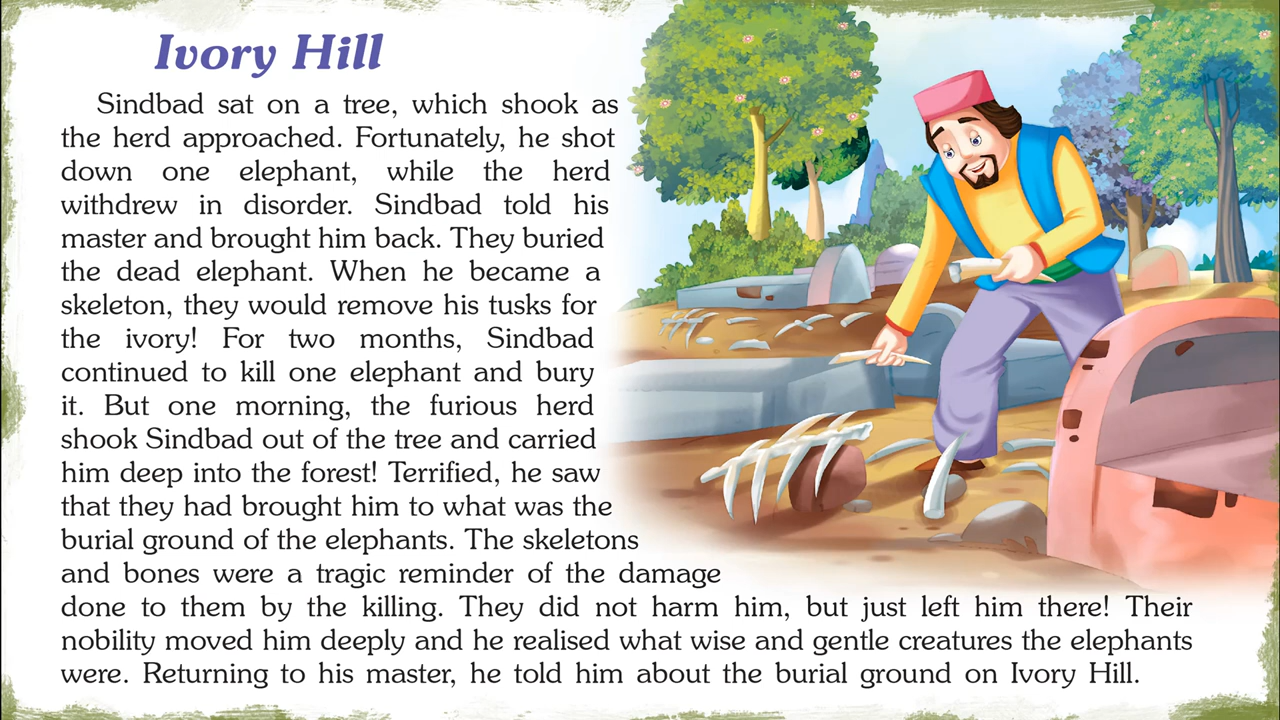 Ivory Hill
Sindbad sat on a tree, which shook as
the herd approached. Fortunately, he shot
down one elephant, while the herd
withdrew in disorder. Sindbad told his
master and brought him back. They buried
the dead elephant. When he became a
skeleton, they would remove his tusks for
the ivory! For two months, Sindbad
continued to kill one elephant and bury
it. But one morning, the furious herd
shook Sindbad out of the tree and carried
him deep into the forest! Terrified, he saw
that they had brought him to what was the
burial ground of the elephants. The skeletons
and bones were a tragic reminder of the damage
done to them by the killing. They did not harm him, but just left him there! Their
nobility moved him deeply and he realised what wise and gentle creatures the elephants
were. Returning to his master, he told him about the burial ground on Ivory Hill.